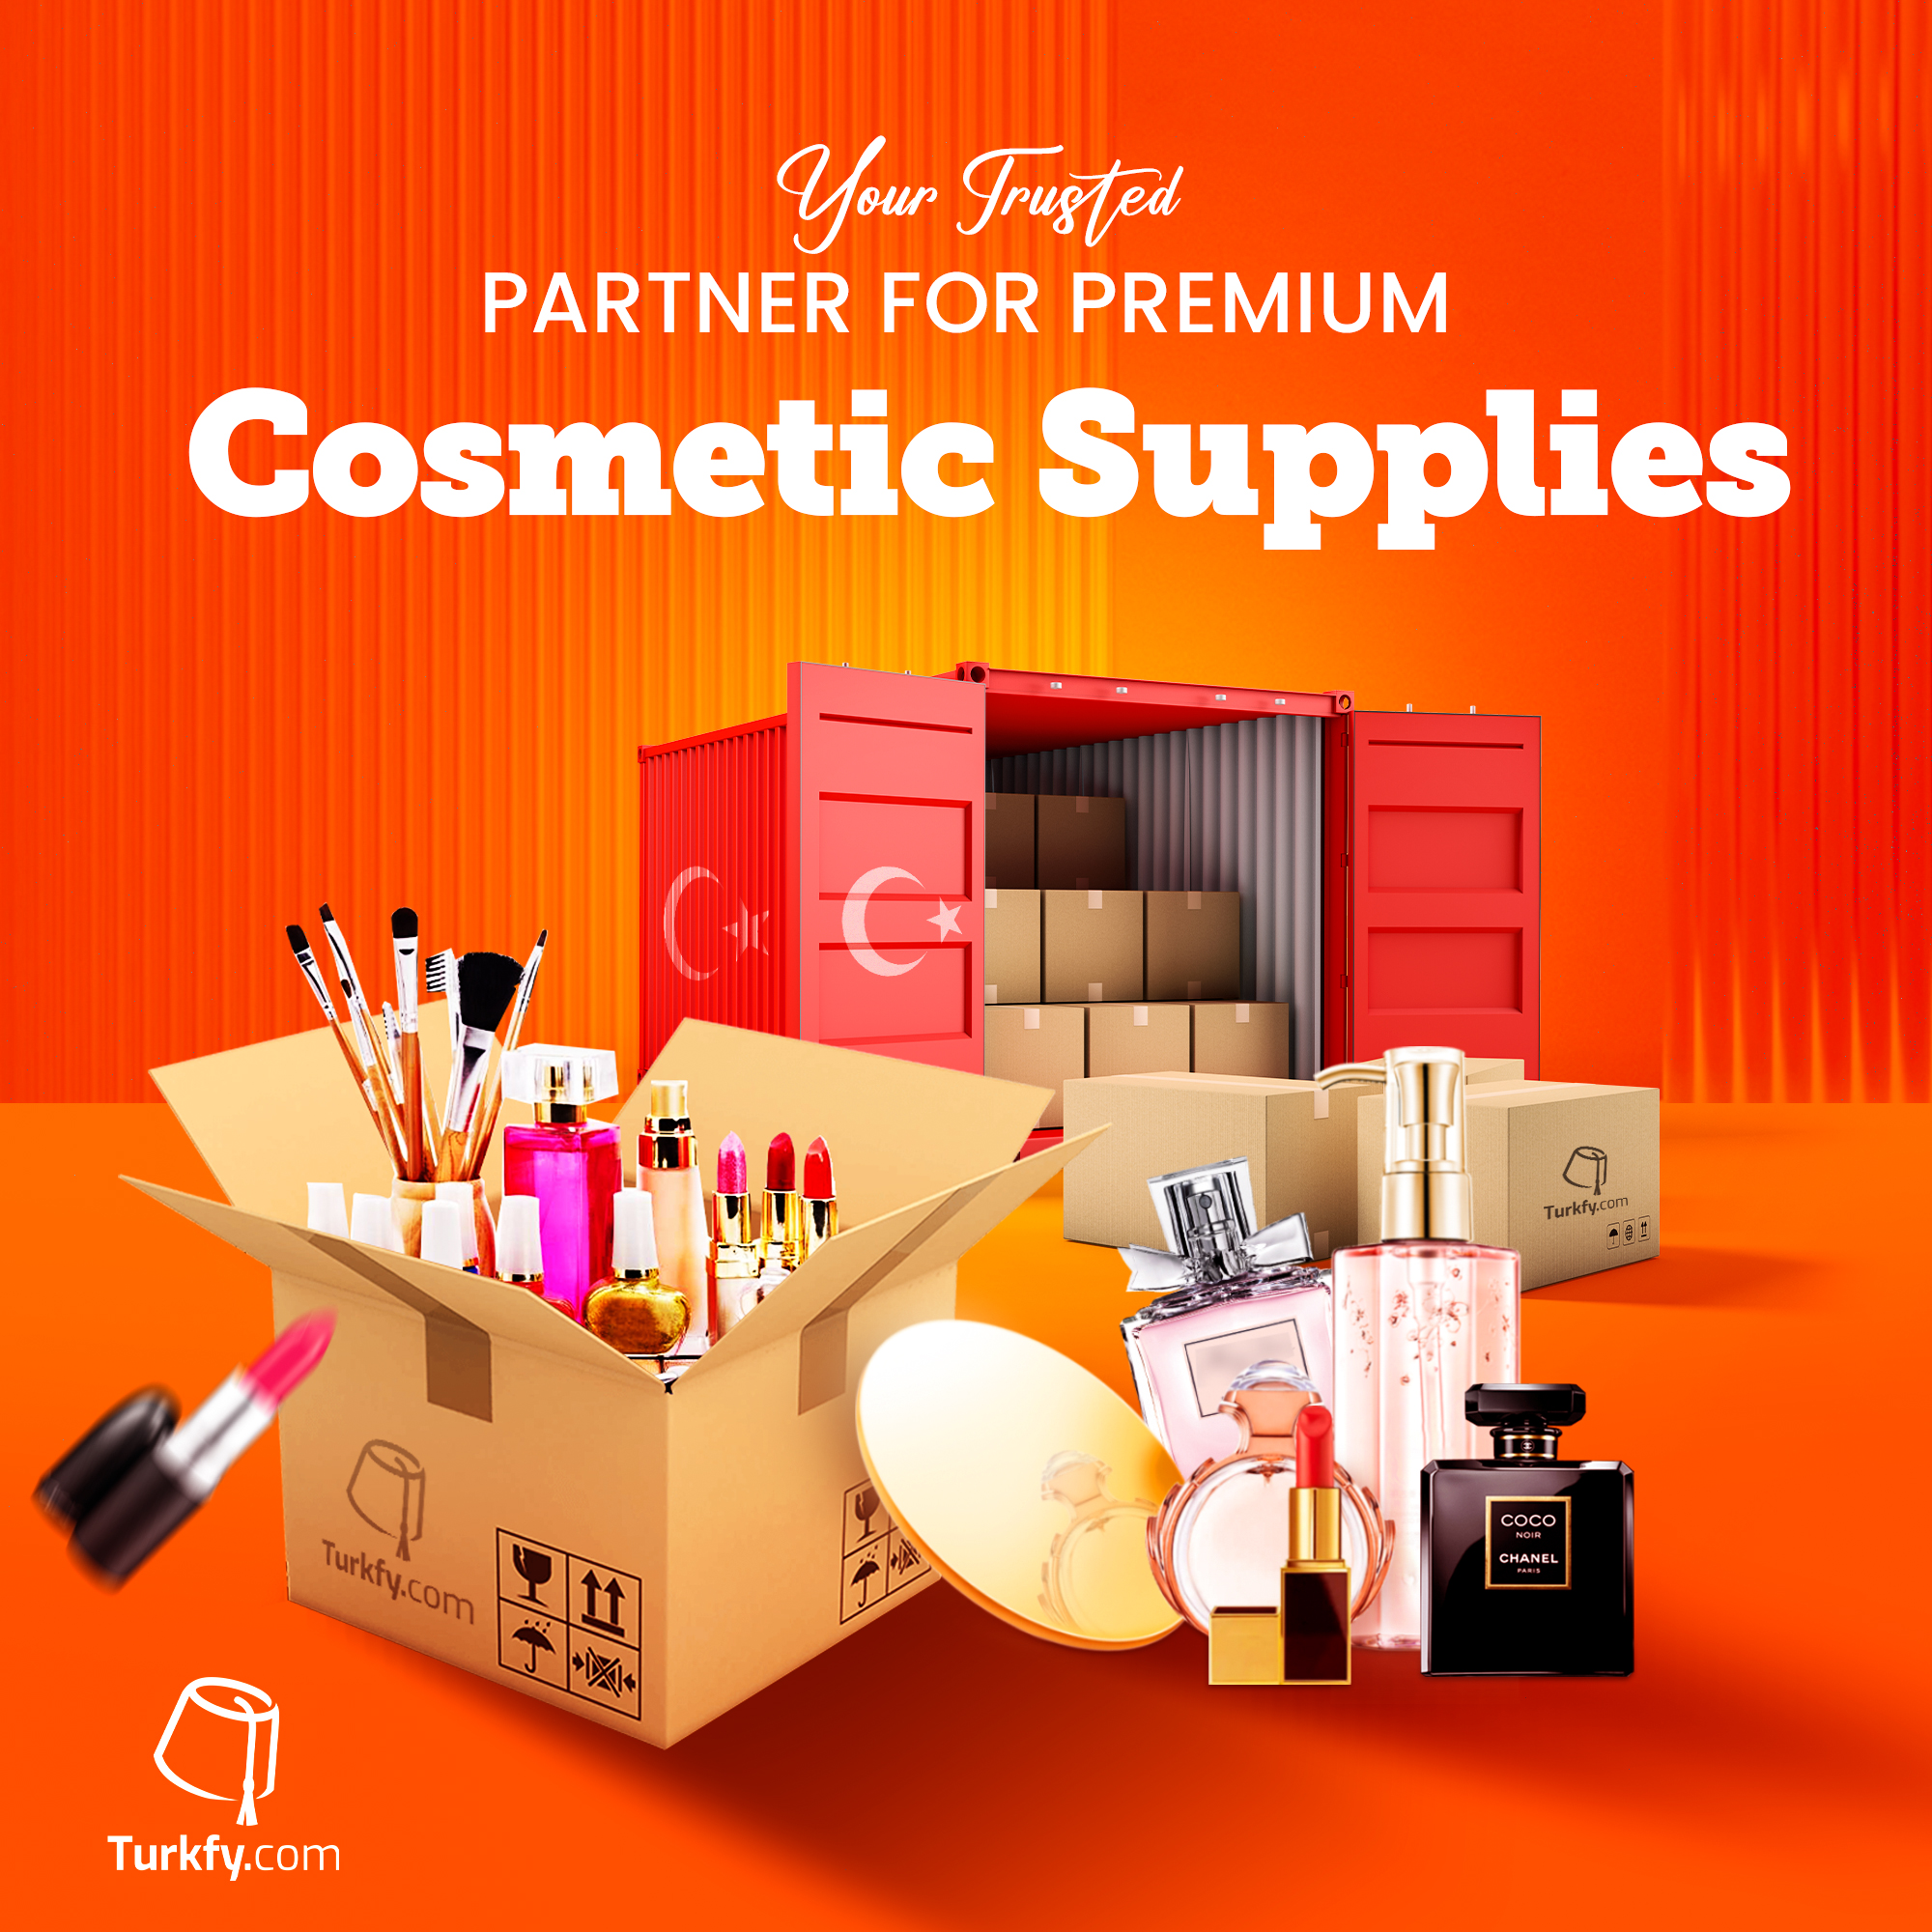 Your Trusted
PARTNER FOR PREMIUM
Cosmetic Supplies
Turkfy.com
COCO
NOIR
CHANEL
PARIS
Turkfy.com
Turkfy.com